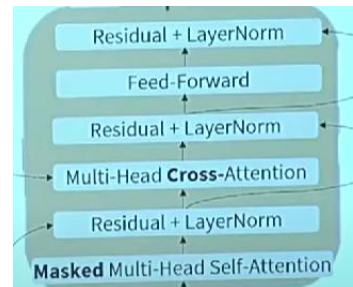 Residual + LayerNorm
Feed-Forward
Residual + LayerNorm
Multi-Head Cross-Attention
Residual + LayerNorm
Masked Multi-Head Self-Attention